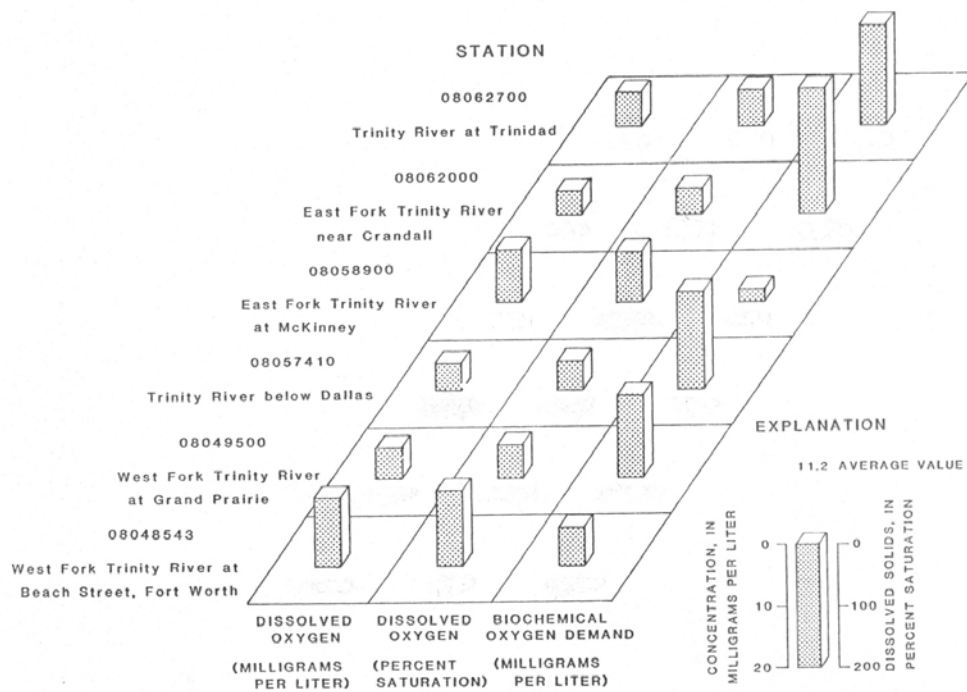 STATION
08062700
Trinity River at Trinidad
08062000
East Fork Trinity River
near Crandall
08058900
East Fork Trinity River
at McKinney
08057410
Trinity River below Dallas
08049500
West Fork Trinity River
at Grand Prairie
08048543
West Fork Trinity River at
Beach Street, Fort Worth
DISSOLVED
OXYGEN
(MILLIGRAMS
PER LITER)
DISSOLVED
OXYGEN
(PERCENT
SATURATION)
BIOCHEMICAL
OXYGEN DEMAND
(MILLIGRAMS
PER LITER)
EXPLANATION
11.2 AVERAGE VALUE
CONCENTRATION, IN
MILLIGRAMS PER LITER
0
10
20
0
100
200
DISSOLVED SOLIDS, IN
PERCENT SATURATION